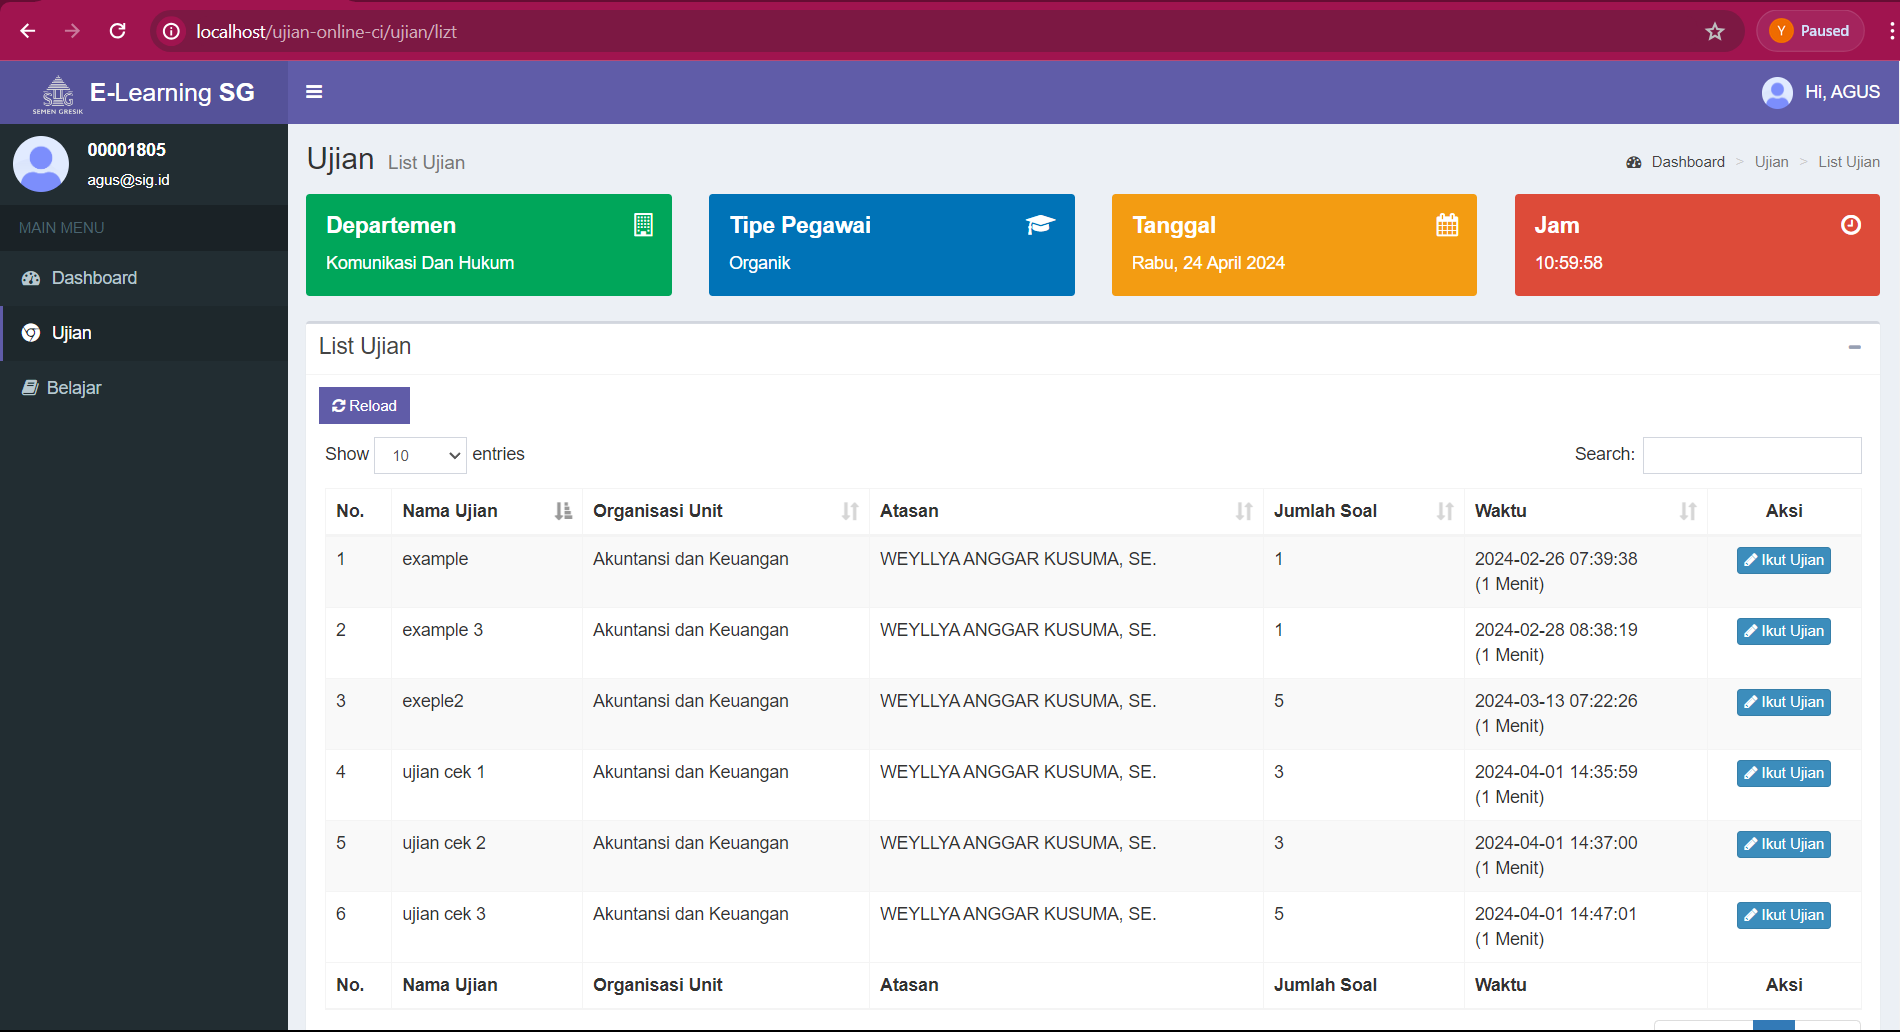 localhost/ujian-online-ci/ujian/lizt
Y Paused
SIG
SEMEN GRESIK
E-Learning SG
Hi, AGUS
00001805
agus@sig.id
MAIN MENU
Dashboard
Ujian
Belajar
Ujian List Ujian
Dashboard > Ujian > List Ujian
Departemen
Komunikasi Dan Hukum
Tipe Pegawai
Organik
Tanggal
Rabu, 24 April 2024
Jam
10:59:58
List Ujian
Reload
Show 10 entries
Search:
No. Nama Ujian Organisasi Unit Atasan Jumlah Soal Waktu Aksi
1 example Akuntansi dan Keuangan WEYLLYA ANGGAR KUSUMA, SE. 1 2024-02-26 07:39:38 Ikut Ujian
(1 Menit)
2 example 3 Akuntansi dan Keuangan WEYLLYA ANGGAR KUSUMA, SE. 1 2024-02-28 08:38:19 Ikut Ujian
(1 Menit)
3 exeple2 Akuntansi dan Keuangan WEYLLYA ANGGAR KUSUMA, SE. 5 2024-03-13 07:22:26 Ikut Ujian
(1 Menit)
4 ujian cek 1 Akuntansi dan Keuangan WEYLLYA ANGGAR KUSUMA, SE. 3 2024-04-01 14:35:59 Ikut Ujian
(1 Menit)
5 ujian cek 2 Akuntansi dan Keuangan WEYLLYA ANGGAR KUSUMA, SE. 3 2024-04-01 14:37:00 Ikut Ujian
(1 Menit)
6 ujian cek 3 Akuntansi dan Keuangan WEYLLYA ANGGAR KUSUMA, SE. 5 2024-04-01 14:47:01 Ikut Ujian
(1 Menit)
No. Nama Ujian Organisasi Unit Atasan Jumlah Soal Waktu Aksi